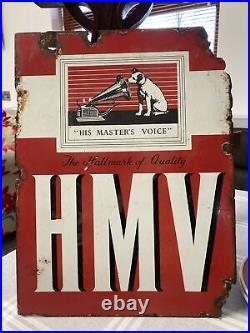 "HIS MASTER'S VOICE"
The Hallmark of Quality
HMV